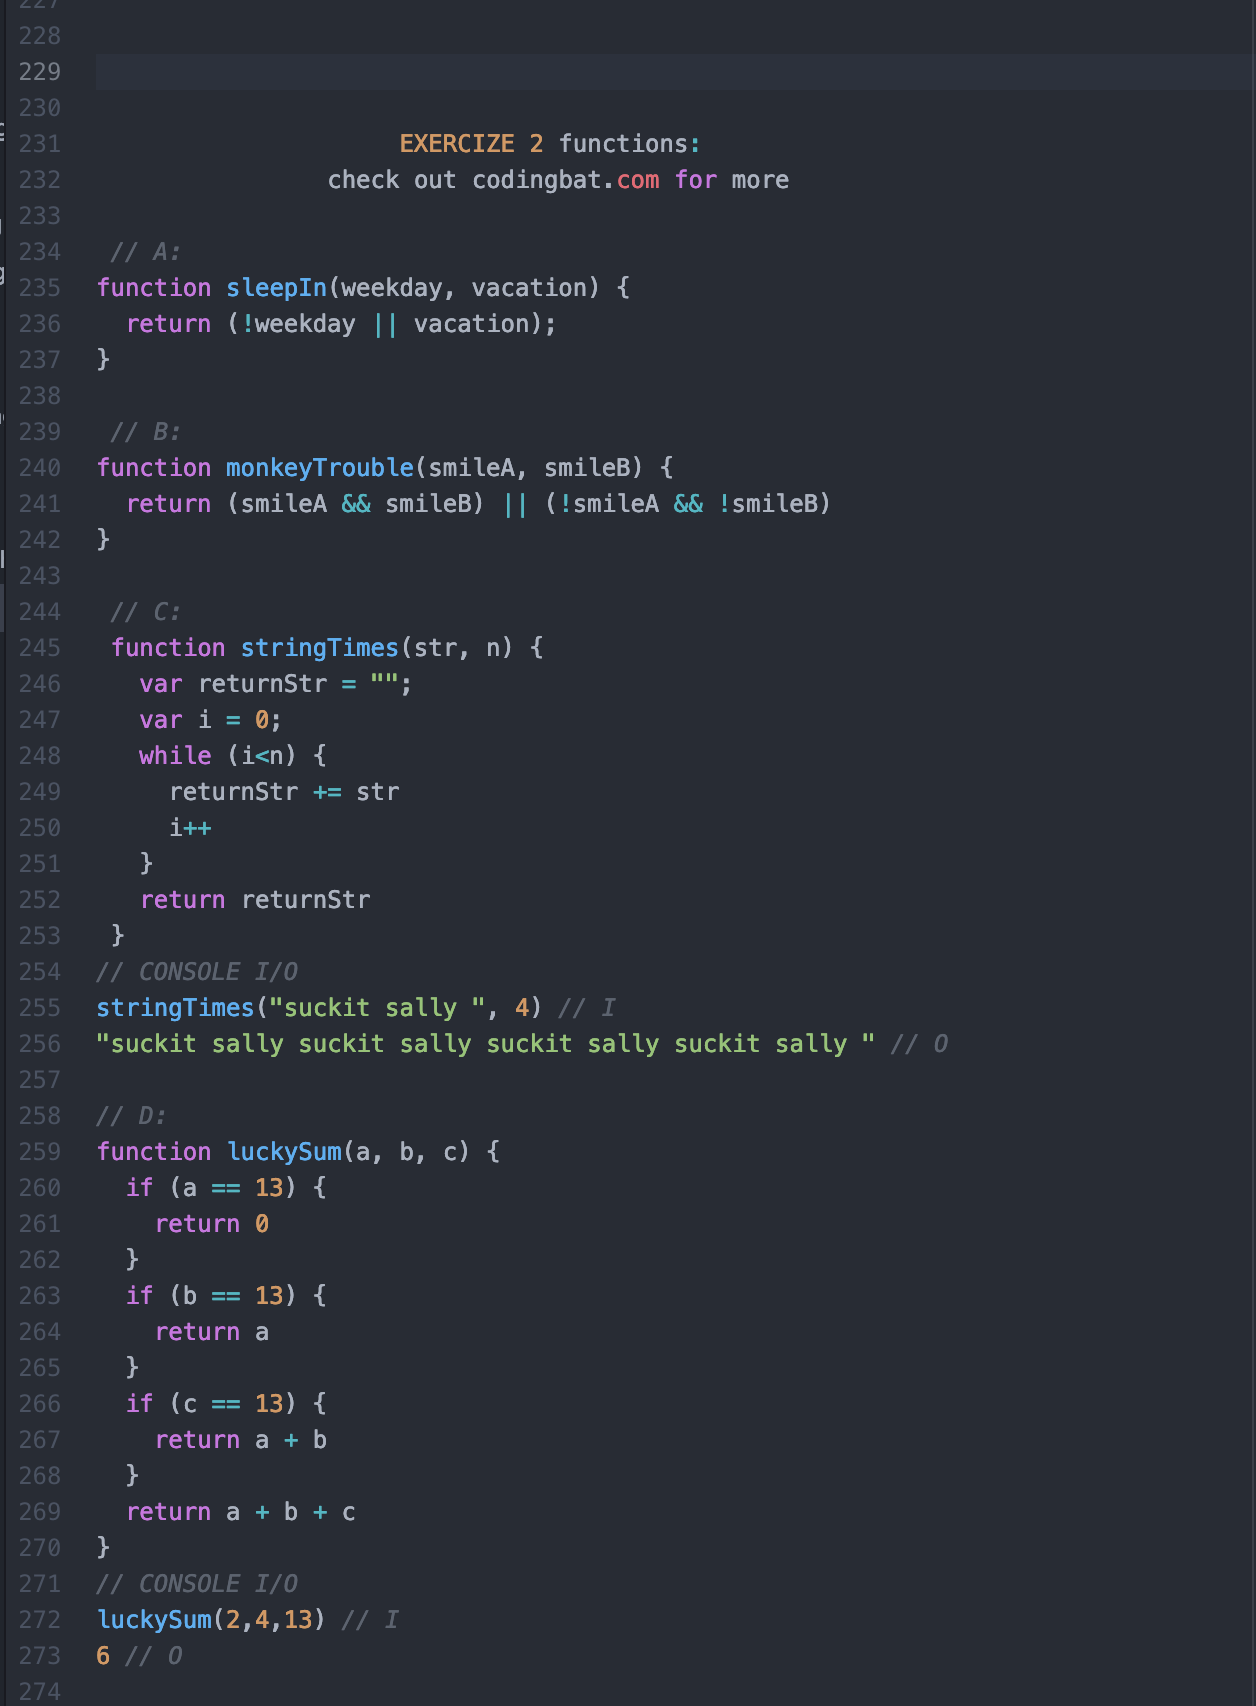 227
228
229
230
231 EXERCIZE 2 functions:
232 check out codingbat.com for more
233
234 // A:
235 function sleepIn(weekday, vacation) {
236 return (!weekday || vacation);
237 }
238
239 // B:
240 function monkeyTrouble(smileA, smileB) {
241 return (smileA && smileB) || (!smileA && !smileB)
242 }
243
244 // C:
245 function stringTimes(str, n) {
246 var returnStr = "";
247 var i = 0;
248 while (i<n) {
249 returnStr += str
250 i++
251 }
252 return returnStr
253 }
254 // CONSOLE I/O
255 stringTimes("suckit sally ", 4) // I
256 "suckit sally suckit sally suckit sally suckit sally " // O
257
258 // D:
259 function luckySum(a, b, c) {
260 if (a == 13) {
261 return 0
262 }
263 if (b == 13) {
264 return a
265 }
266 if (c == 13) {
267 return a + b
268 }
269 return a + b + c
270 }
271 // CONSOLE I/O
272 luckySum(2,4,13) // I
273 6 // O
274